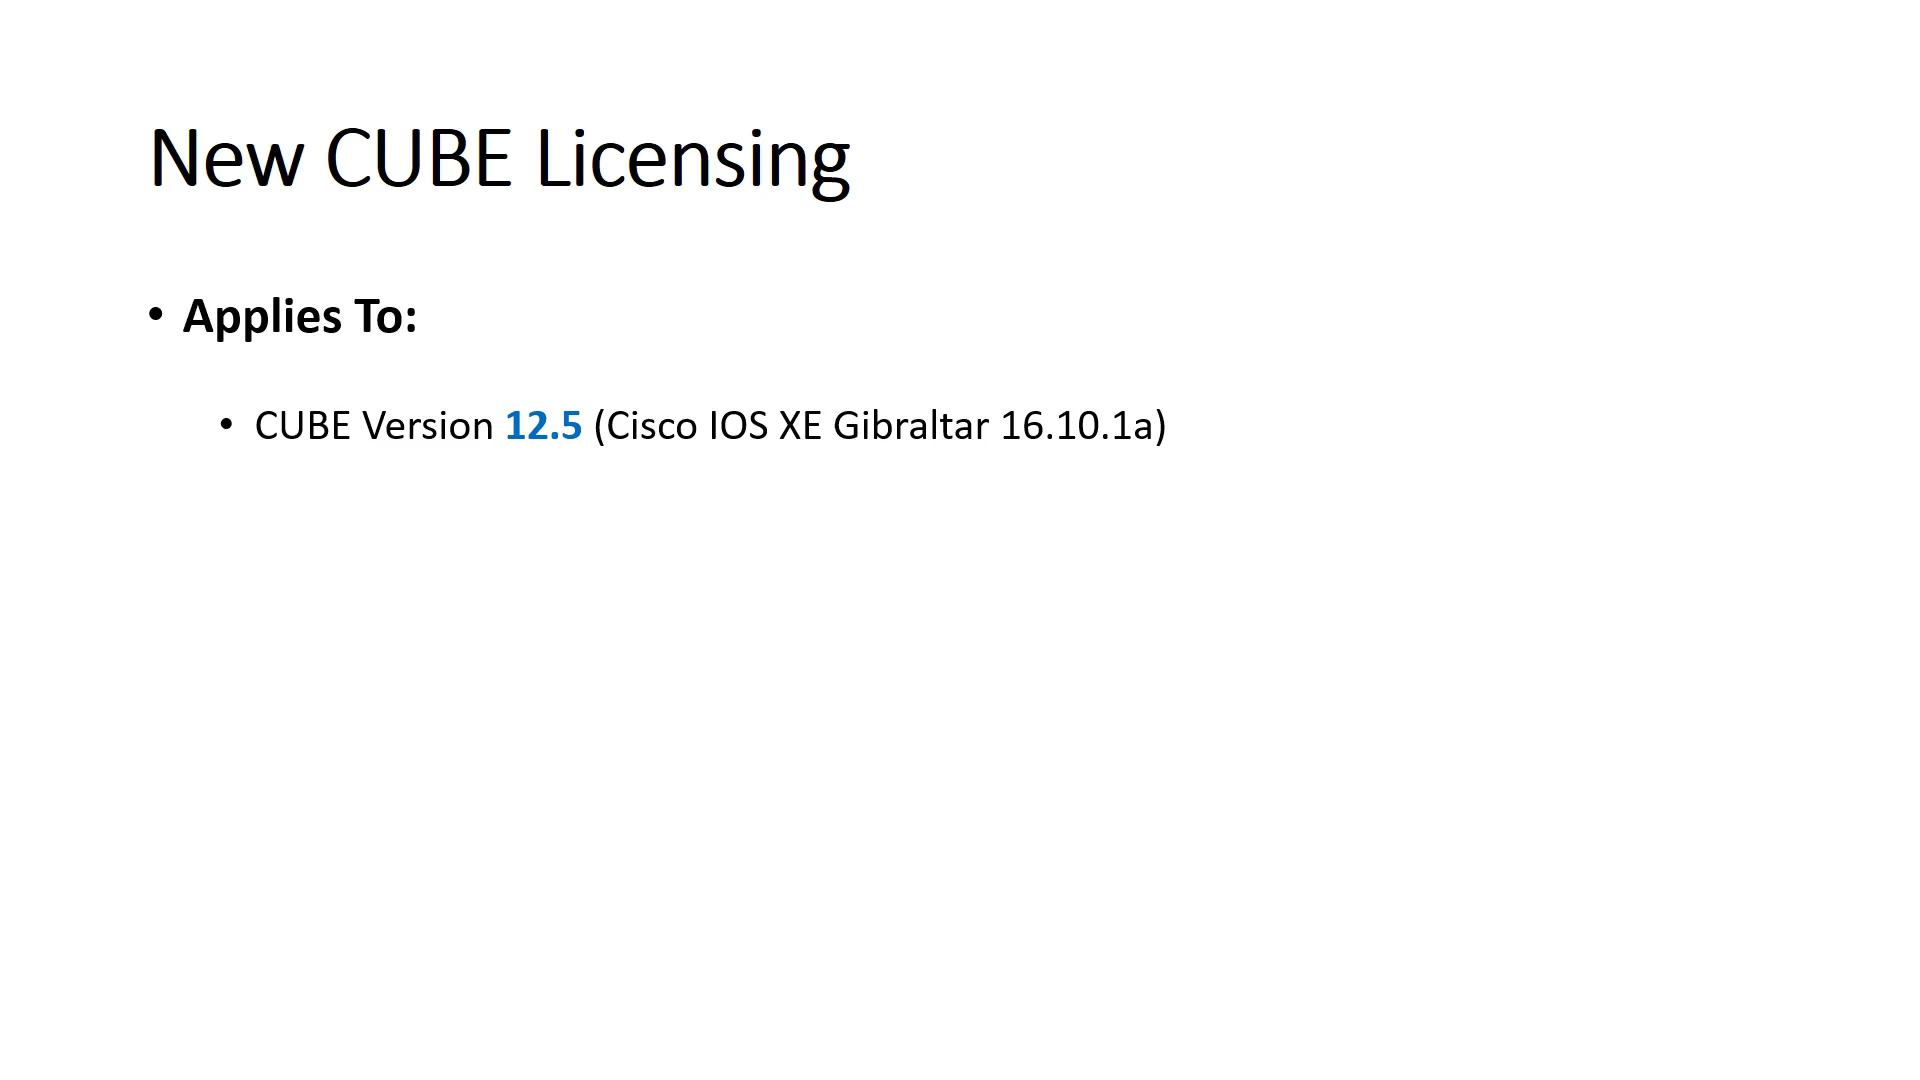 New CUBE Licensing
• Applies To:
• CUBE Version 12.5 (Cisco IOS XE Gibraltar 16.10.1a)